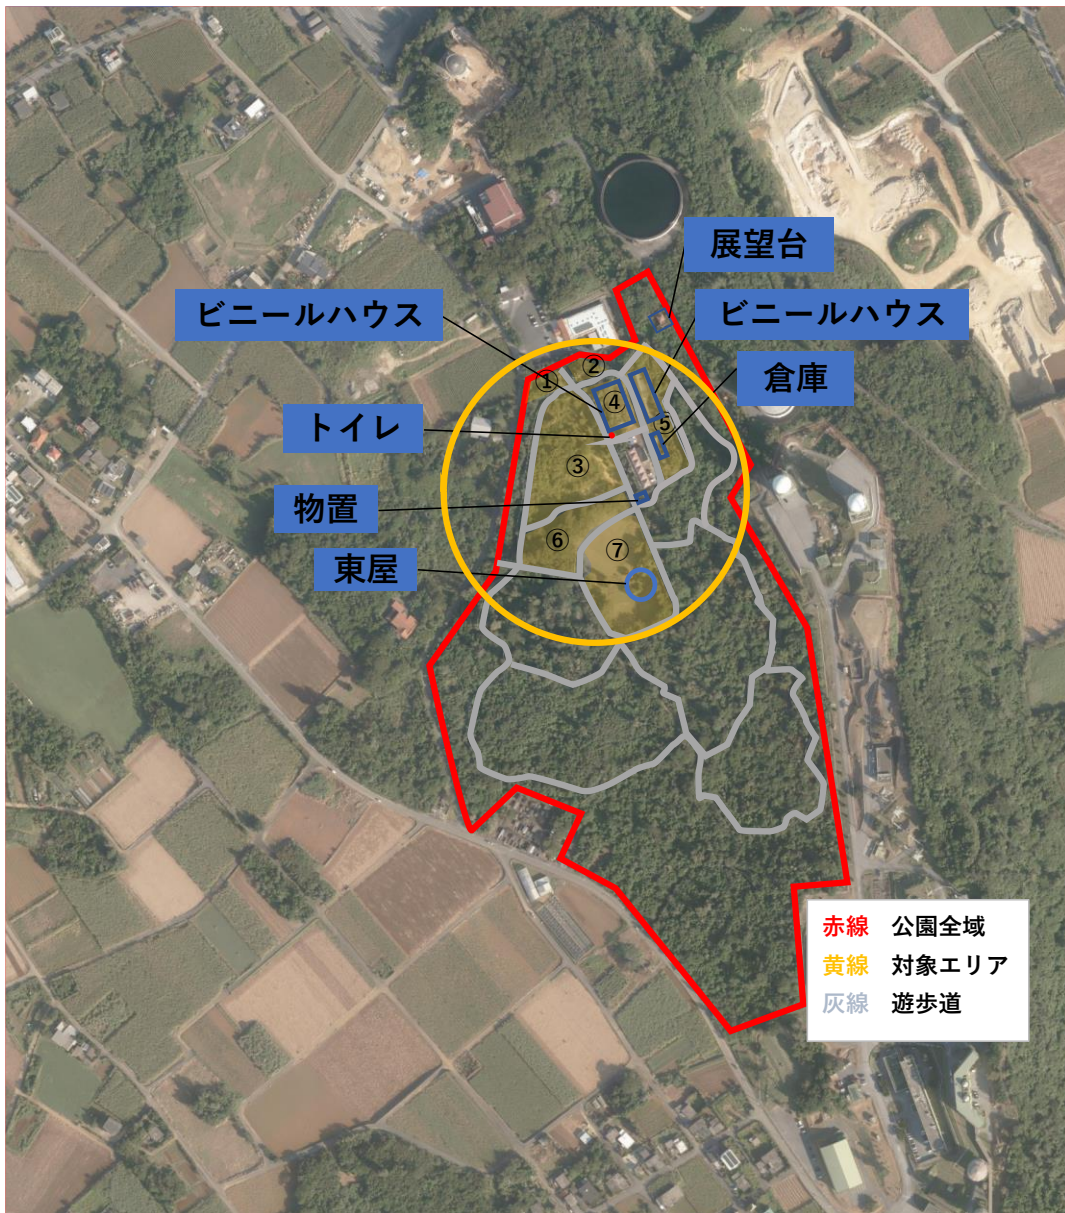 展望台
ビニールハウス
ビニールハウス
倉庫
①
②
④
⑤
トイレ
③
物置
⑥
⑦
東屋
赤線 公園全域
黄線 対象エリア
灰線 遊歩道